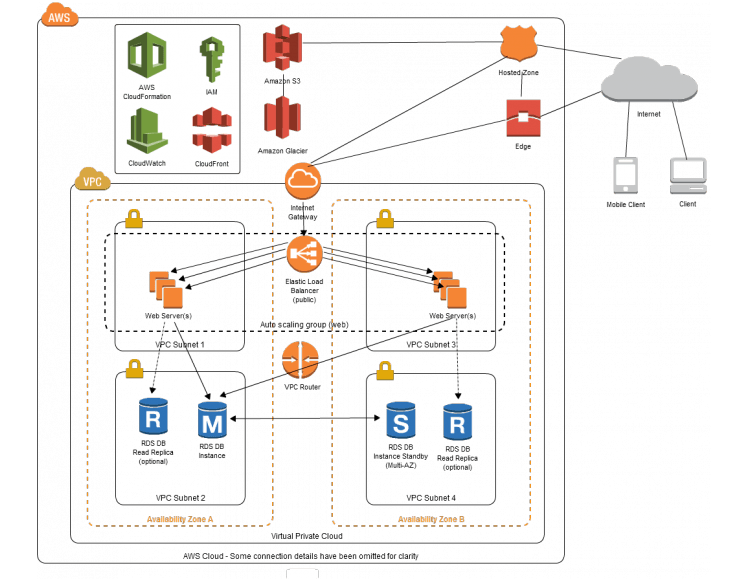 AWS
AWS
CloudFormation
IAM
CloudWatch
CloudFront
Amazon S3
Amazon Glacier
Hosted Zone
Edge
Internet
Mobile Client
Client
VPC
Internet
Gateway
Elastic Load
Balancer
(public)
Web Server(s)
Web Server(s)
Auto scaling group (web)
VPC Subnet 1
VPC Subnet 3
VPC Router
R
M
S
R
RDS DB
Read Replica
(optional)
RDS DB
Instance
RDS DB
Instance Standby
(Multi-AZ)
RDS DB
Read Replica
(optional)
VPC Subnet 2
VPC Subnet 4
Availability Zone A
Availability Zone B
Virtual Private Cloud
AWS Cloud - Some connection details have been omitted for clarity